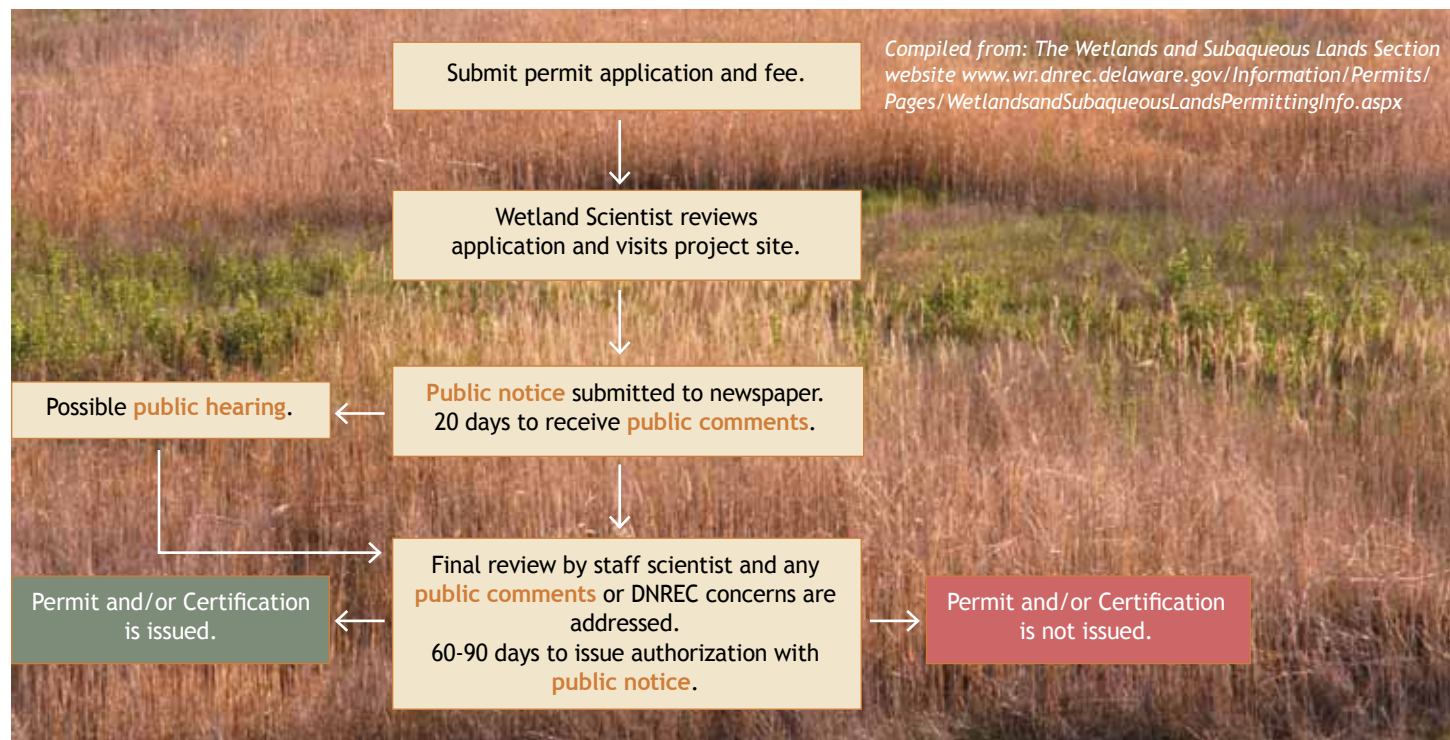 Submit permit application and fee.
Compiled from: The Wetlands and Subaqueous Lands Section
website www.wr.dnrec.delaware.gov/Information/Permits/
Pages/WetlandsandSubaqueousLandsPermittingInfo.aspx
Wetland Scientist reviews
application and visits project site.
Public notice submitted to newspaper.
20 days to receive public comments.
Possible public hearing.
Final review by staff scientist and any
public comments or DNREC concerns are
addressed.
60-90 days to issue authorization with
public notice.
Permit and/or Certification
is issued.
Permit and/or Certification
is not issued.